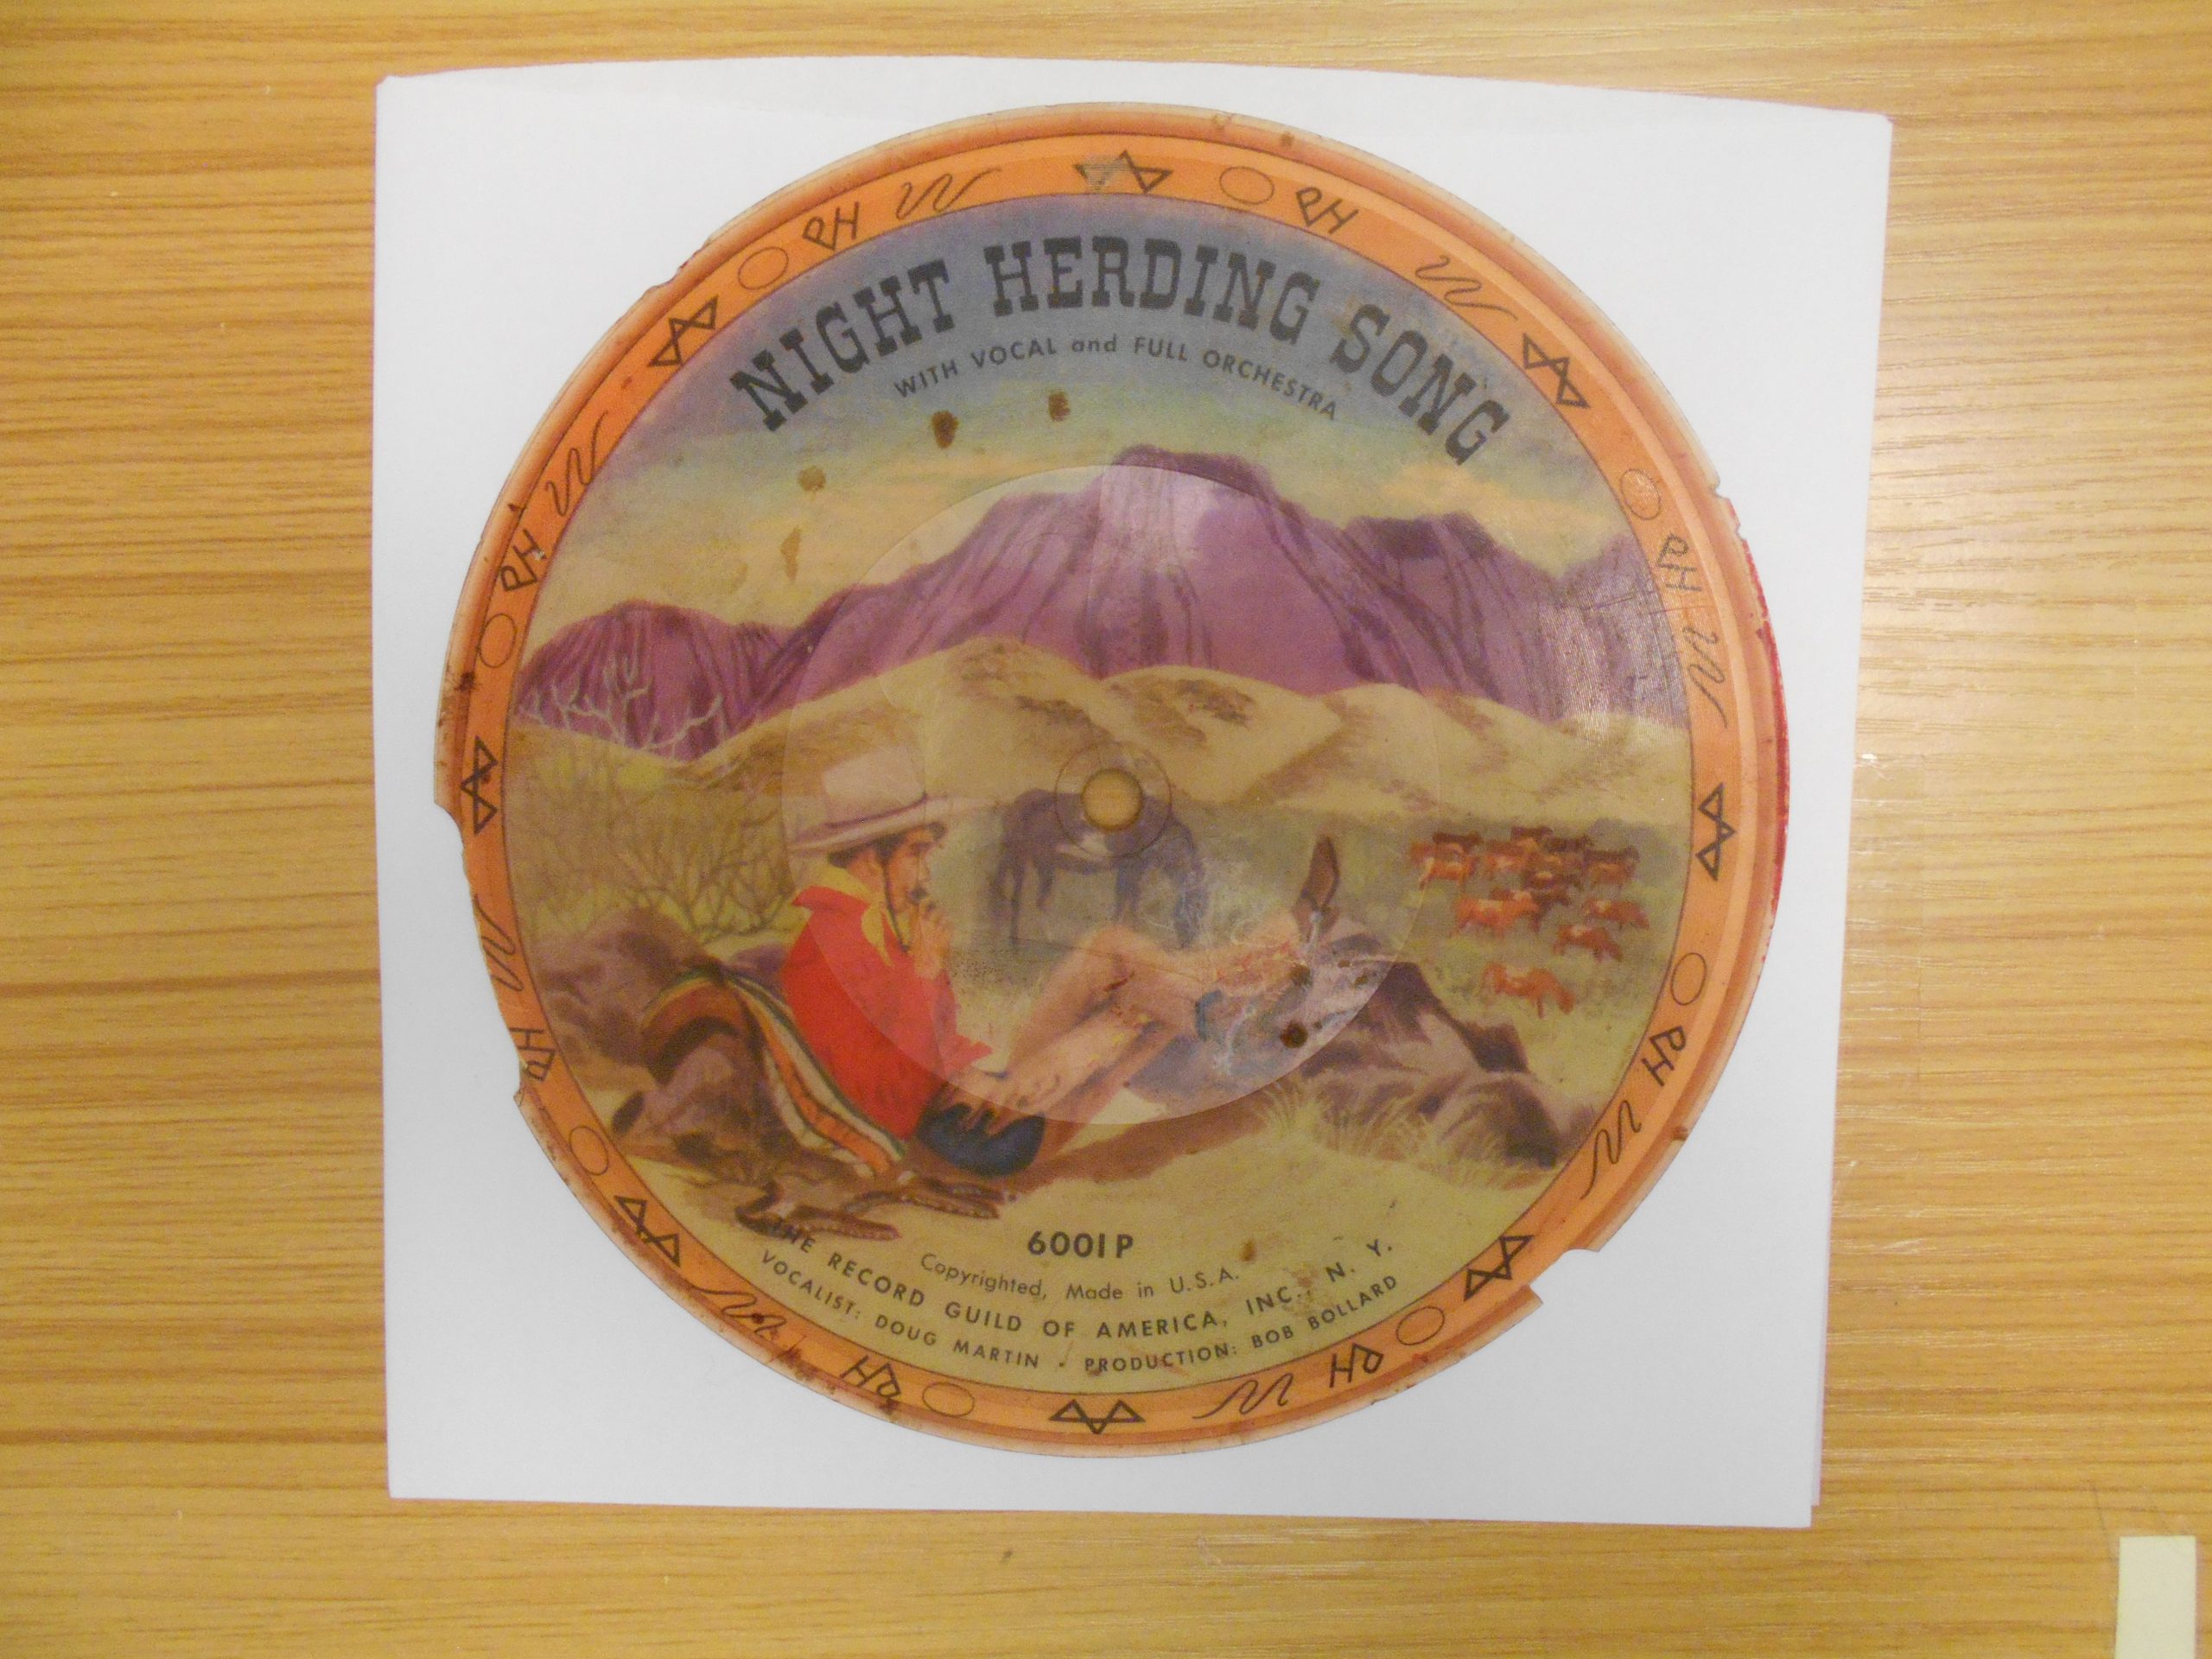 NIGHT HERDING SONG
WITH VOCAL and FULL ORCHESTRA
6001P
Copyrighted, Made in U.S.A.
THE RECORD GUILD OF AMERICA, INC., N. Y.
VOCALIST: DOUG MARTIN • PRODUCTION: BOB BOLLARD